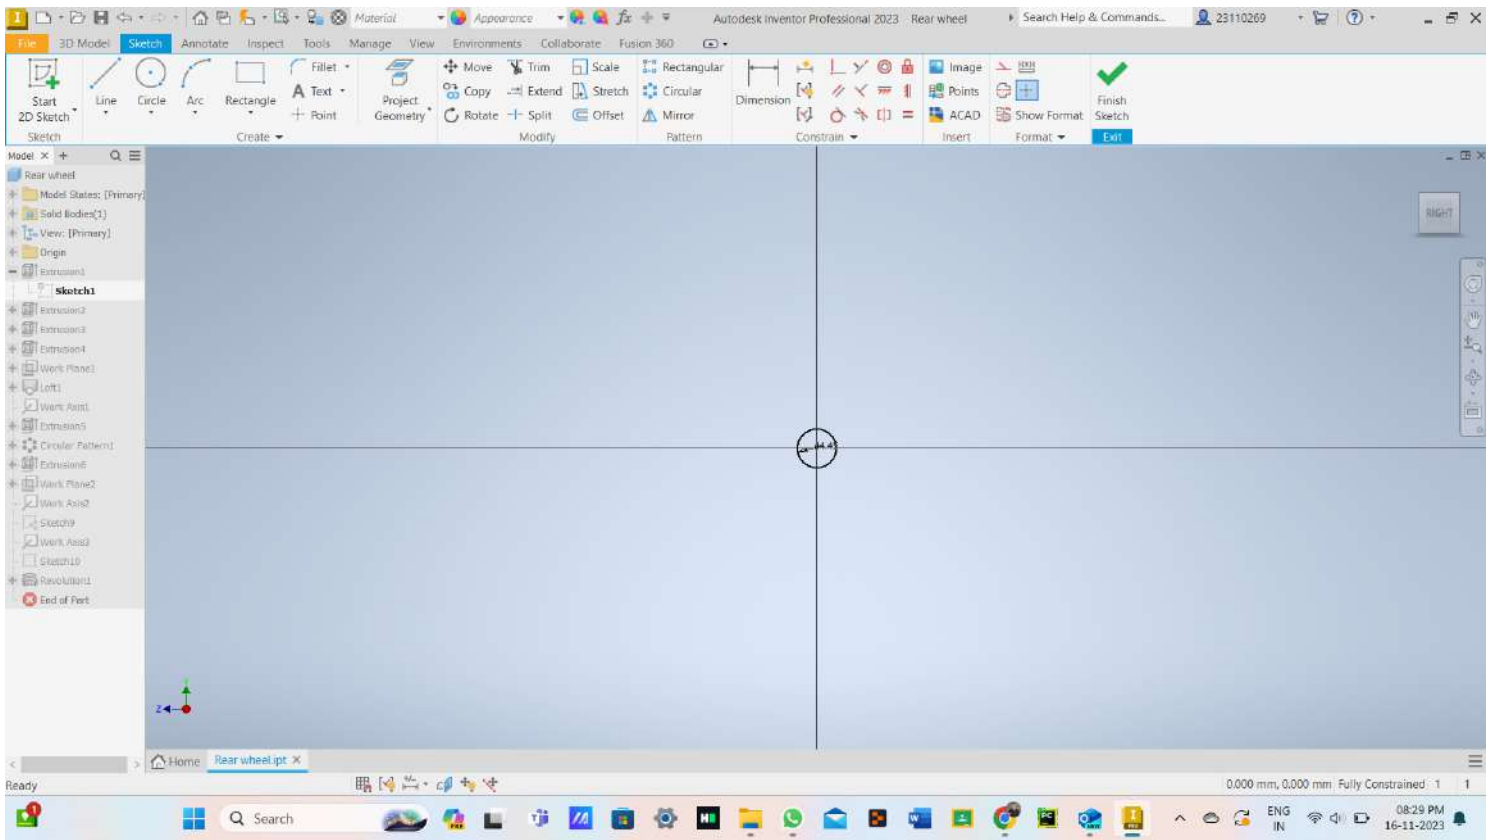 Material
Appearance
Autodesk Inventor Professional 2023 Rear wheel
Search Help & Commands...
23110269
File 3D Model Sketch Annotate Inspect Tools Manage View Environments Collaborate Fusion 360
Start
2D Sketch
Line
Circle
Arc
Rectangle
Fillet
Text
Point
Project
Geometry
Move Trim Scale
Copy Extend Stretch
Rotate Split Offset
Rectangular
Circular
Mirror
Dimension
Image
Points
ACAD
Show Format
Finish
Sketch
Sketch Create Modify Pattern Constrain Insert Format Exit
Model
Rear wheel
Model States: [Primary]
Solid Bodies(1)
View: [Primary]
Origin
Extrusion1
Sketch1
Extrusion2
Extrusion3
Extrusion4
Work Plane1
Loft1
Work Axis1
Extrusion5
Circular Pattern1
Extrusion6
Work Plane2
Work Axis2
Sketch9
Work Axis3
Sketch10
Revolution1
End of Part
RIGHT
Z
Home Rear wheel.ipt
Ready
0.000 mm, 0.000 mm Fully Constrained 1 1
Search
ENG
IN
08:29 PM
16-11-2023